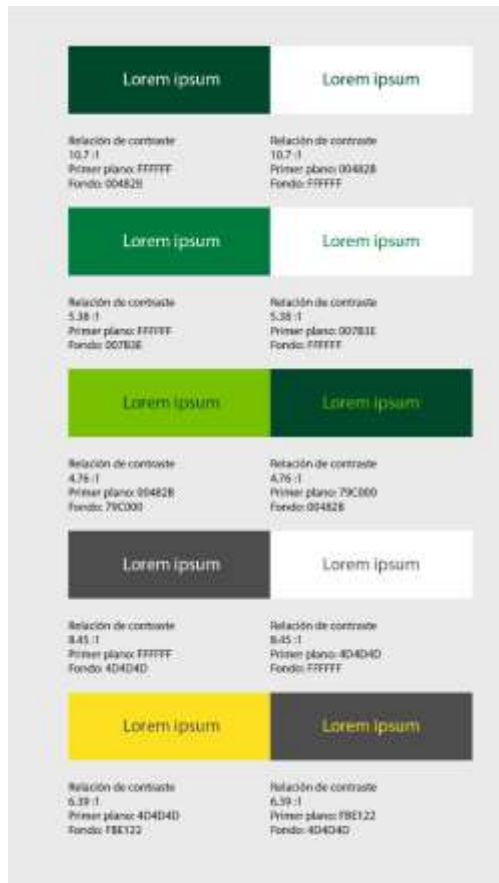 Lorem ipsum
Lorem ipsum
Relación de contraste
10.7 :1
Primer plano: FFFFFF
Fondo: 00482B
Relación de contraste
10.7 :1
Primer plano: 00482B
Fondo: FFFFFF
Lorem ipsum
Lorem ipsum
Relación de contraste
5.38 :1
Primer plano: FFFFFF
Fondo: 007B3E
Relación de contraste
5.38 :1
Primer plano: 007B3E
Fondo: FFFFFF
Lorem ipsum
Lorem ipsum
Relación de contraste
4.76 :1
Primer plano: 00482B
Fondo: 79C000
Relación de contraste
4.76 :1
Primer plano: 79C000
Fondo: 00482B
Lorem ipsum
Lorem ipsum
Relación de contraste
8.45 :1
Primer plano: FFFFFF
Fondo: 4D4D4D
Relación de contraste
8.45 :1
Primer plano: 4D4D4D
Fondo: FFFFFF
Lorem ipsum
Lorem ipsum
Relación de contraste
6.39 :1
Primer plano: 4D4D4D
Fondo: FBE122
Relación de contraste
6.39 :1
Primer plano: FBE122
Fondo: 4D4D4D